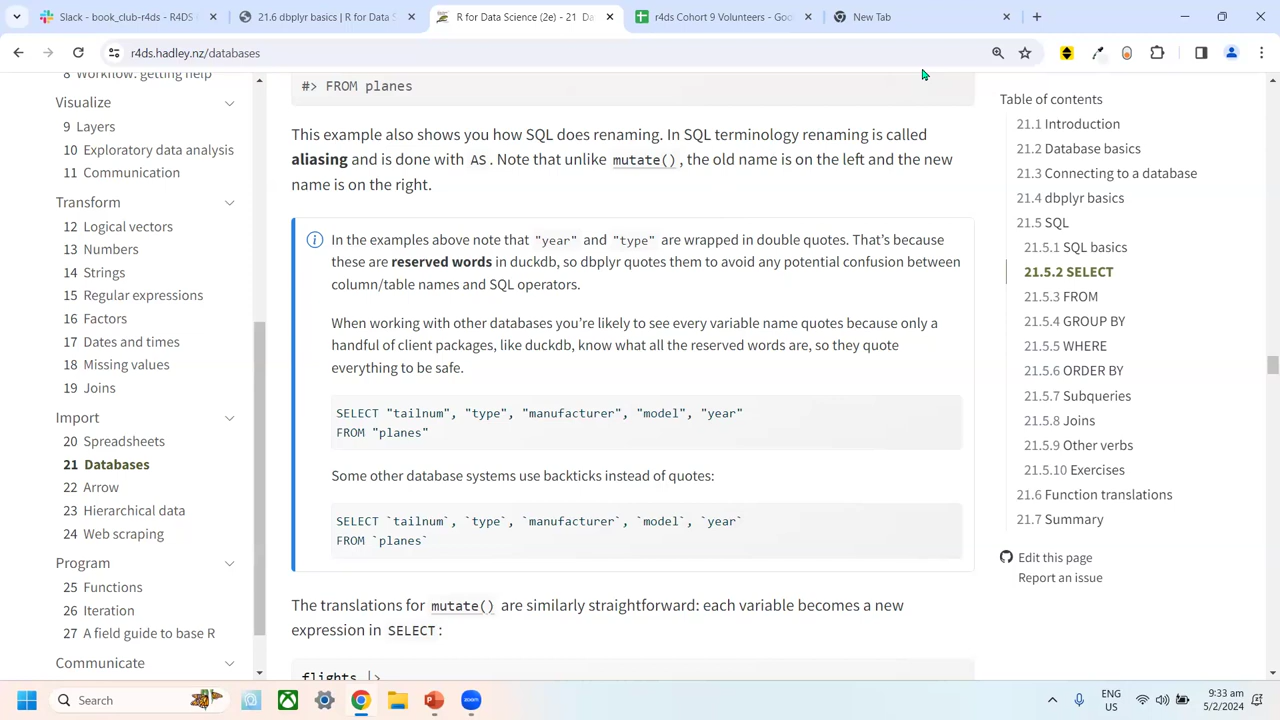 Slack - book_club-r4ds - R4DS
21.6 dbplyr basics | R for Data S
R for Data Science (2e) - 21 Da
r4ds Cohort 9 Volunteers - Goo
New Tab
r4ds.hadley.nz/databases
8 Workflow: getting help
Visualize
9 Layers
10 Exploratory data analysis
11 Communication
Transform
12 Logical vectors
13 Numbers
14 Strings
15 Regular expressions
16 Factors
17 Dates and times
18 Missing values
19 Joins
Import
20 Spreadsheets
21 Databases
22 Arrow
23 Hierarchical data
24 Web scraping
Program
25 Functions
26 Iteration
27 A field guide to base R
Communicate
#> FROM planes
This example also shows you how SQL does renaming. In SQL terminology renaming is called
aliasing and is done with AS. Note that unlike mutate(), the old name is on the left and the new
name is on the right.
In the examples above note that "year" and "type" are wrapped in double quotes. That's because
these are reserved words in duckdb, so dbplyr quotes them to avoid any potential confusion between
column/table names and SQL operators.
When working with other databases you're likely to see every variable name quotes because only a
handful of client packages, like duckdb, know what all the reserved words are, so they quote
everything to be safe.
SELECT "tailnum", "type", "manufacturer", "model", "year"
FROM "planes"
Some other database systems use backticks instead of quotes:
SELECT `tailnum`, `type`, `manufacturer`, `model`, `year`
FROM `planes`
The translations for mutate() are similarly straightforward: each variable becomes a new
expression in SELECT:
flights |>
Table of contents
21.1 Introduction
21.2 Database basics
21.3 Connecting to a database
21.4 dbplyr basics
21.5 SQL
21.5.1 SQL basics
21.5.2 SELECT
21.5.3 FROM
21.5.4 GROUP BY
21.5.5 WHERE
21.5.6 ORDER BY
21.5.7 Subqueries
21.5.8 Joins
21.5.9 Other verbs
21.5.10 Exercises
21.6 Function translations
21.7 Summary
Edit this page
Report an issue
Search
ENG
US
9:33 am
5/2/2024